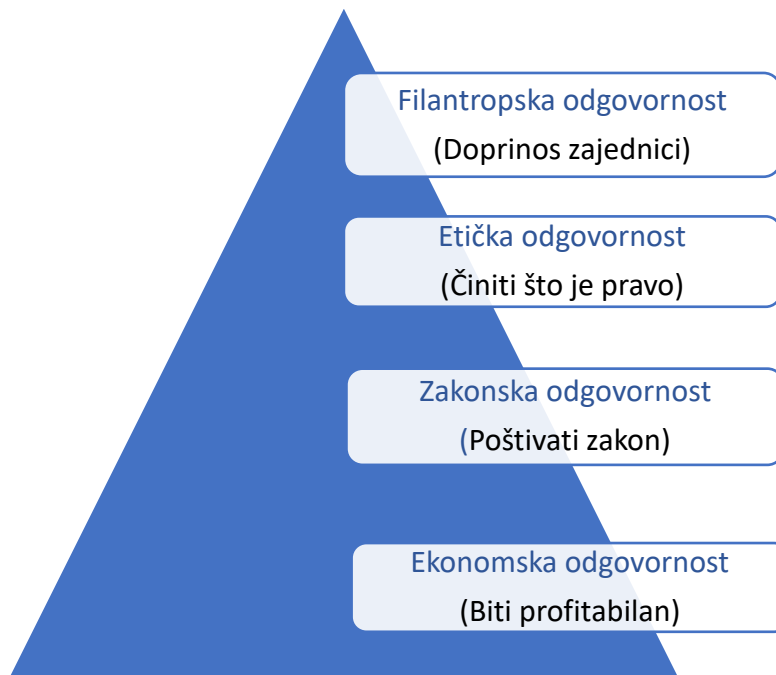 Filantropska odgovornost
(Doprinos zajednici)
Etička odgovornost
(Činiti što je pravo)
Zakonska odgovornost
(Poštivati zakon)
Ekonomska odgovornost
(Biti profitabilan)